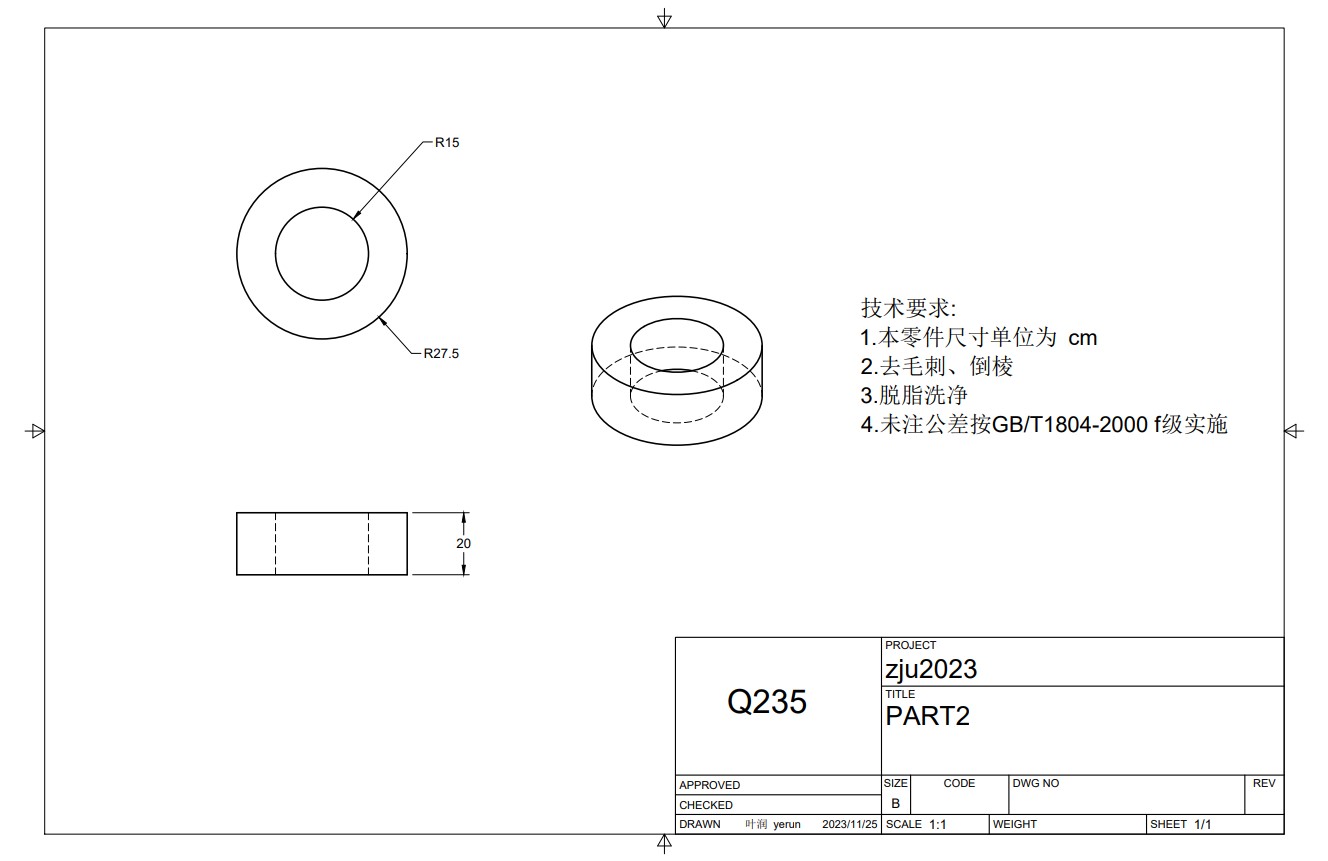 R15
R27.5
技术要求:
1.本零件尺寸单位为 cm
2.去毛刺、倒棱
3.脱脂洗净
4.未注公差按GB/T1804-2000 f级实施
20
Q235
PROJECT
zju2023
TITLE
PART2
APPROVED
CHECKED
DRAWN 叶润 yerun 2023/11/25
SIZE
B
CODE
DWG NO
REV
SCALE 1:1
WEIGHT
SHEET 1/1